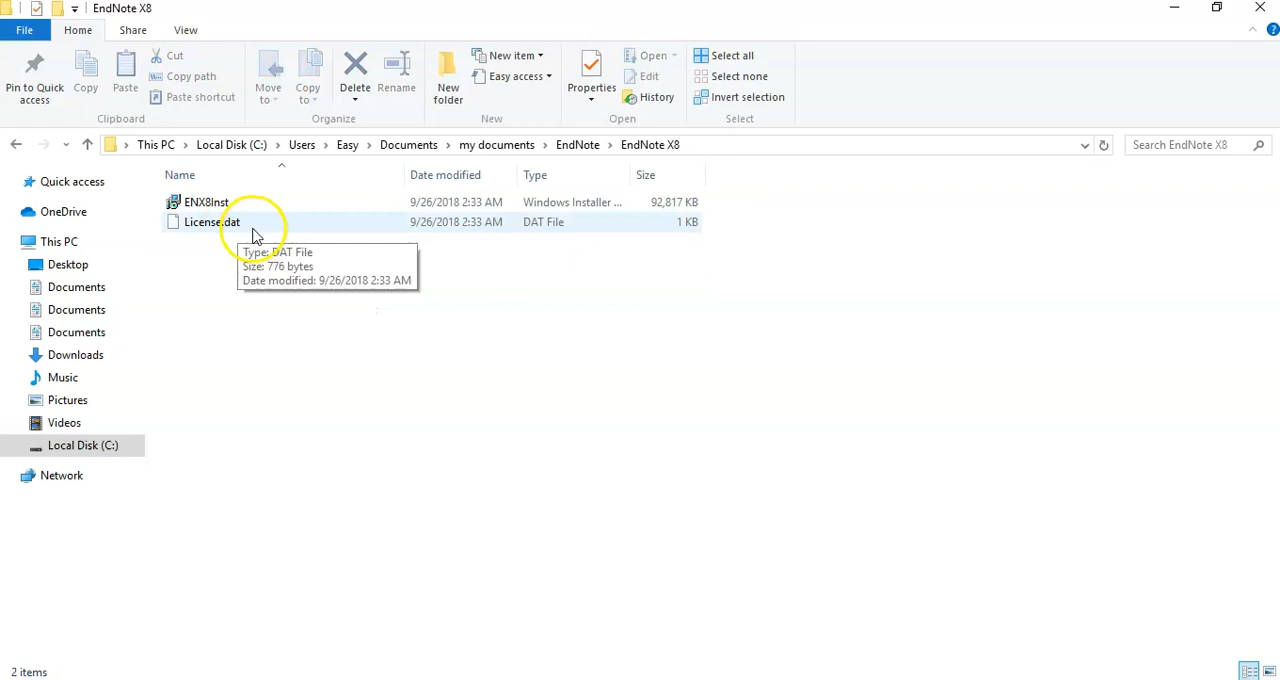 EndNote X8
File Home Share View
Pin to Quick access
Copy
Paste
Cut
Copy path
Paste shortcut
Clipboard
Move to
Copy to
Delete
Rename
Organize
New folder
New item
Easy access
New
Properties
Open
Edit
History
Open
Select all
Select none
Invert selection
Select
This PC › Local Disk (C:) › Users › Easy › Documents › my documents › EndNote › EndNote X8
Search EndNote X8
Quick access
OneDrive
This PC
Desktop
Documents
Documents
Documents
Downloads
Music
Pictures
Videos
Local Disk (C:)
Network
Name Date modified Type Size
ENX8Inst 9/26/2018 2:33 AM Windows Installer ... 92,817 KB
License.dat 9/26/2018 2:33 AM DAT File 1 KB
Type: DAT File
Size: 776 bytes
Date modified: 9/26/2018 2:33 AM
2 items